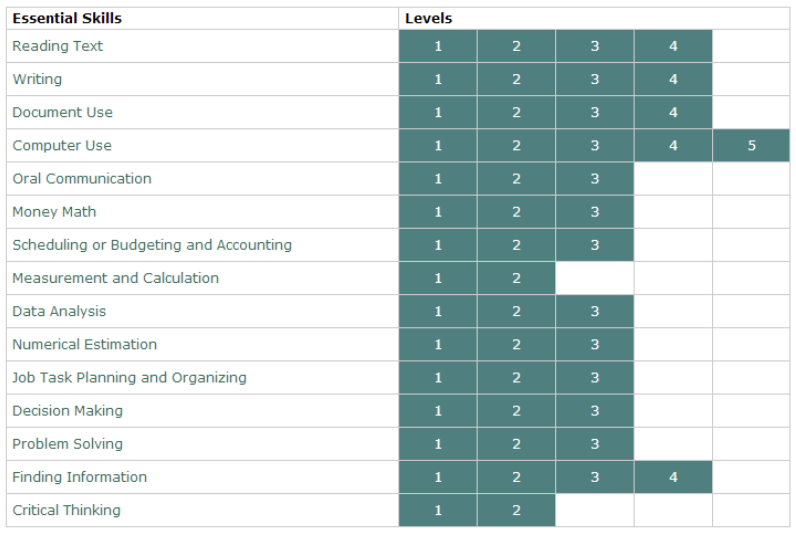 Essential Skills Levels
Reading Text 1 2 3 4
Writing 1 2 3 4
Document Use 1 2 3 4
Computer Use 1 2 3 4 5
Oral Communication 1 2 3
Money Math 1 2 3
Scheduling or Budgeting and Accounting 1 2 3
Measurement and Calculation 1 2
Data Analysis 1 2 3
Numerical Estimation 1 2 3
Job Task Planning and Organizing 1 2 3
Decision Making 1 2 3
Problem Solving 1 2 3
Finding Information 1 2 3 4
Critical Thinking 1 2